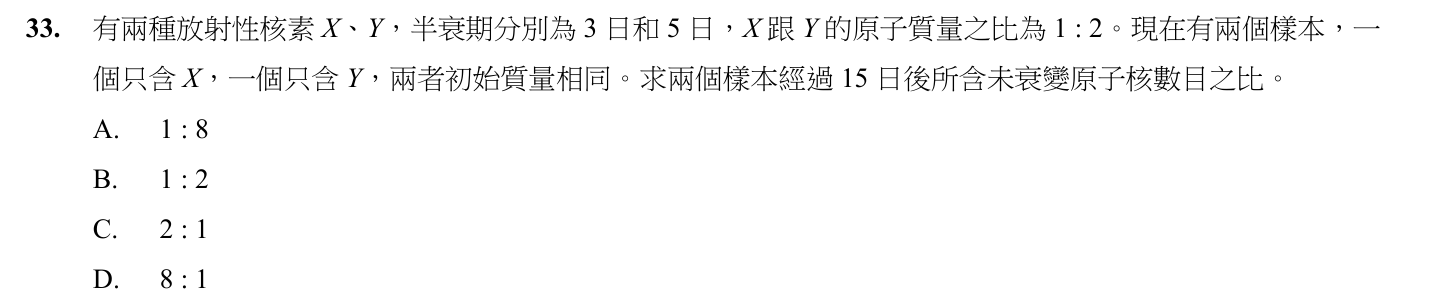 33. 有兩種放射性核素 X、Y，半衰期分別為 3 日和 5 日，X 跟 Y 的原子質量之比為 1 : 2。現在有兩個樣本，一
個只含 X，一個只含 Y，兩者初始質量相同。求兩個樣本經過 15 日後所含未衰變原子核數目之比。
A. 1 : 8
B. 1 : 2
C. 2 : 1
D. 8 : 1